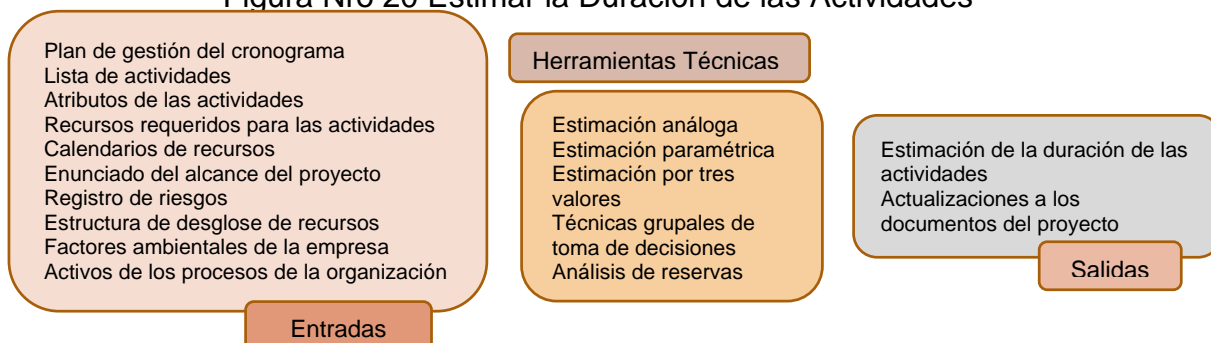 Figura Nro 20 Estimar la Duración de las Actividades
Plan de gestión del cronograma
Lista de actividades
Atributos de las actividades
Recursos requeridos para las actividades
Calendarios de recursos
Enunciado del alcance del proyecto
Registro de riesgos
Estructura de desglose de recursos
Factores ambientales de la empresa
Activos de los procesos de la organización
Entradas
Herramientas Técnicas
Estimación análoga
Estimación paramétrica
Estimación por tres
valores
Técnicas grupales de
toma de decisiones
Análisis de reservas
Estimación de la duración de las
actividades
Actualizaciones a los
documentos del proyecto
Salidas